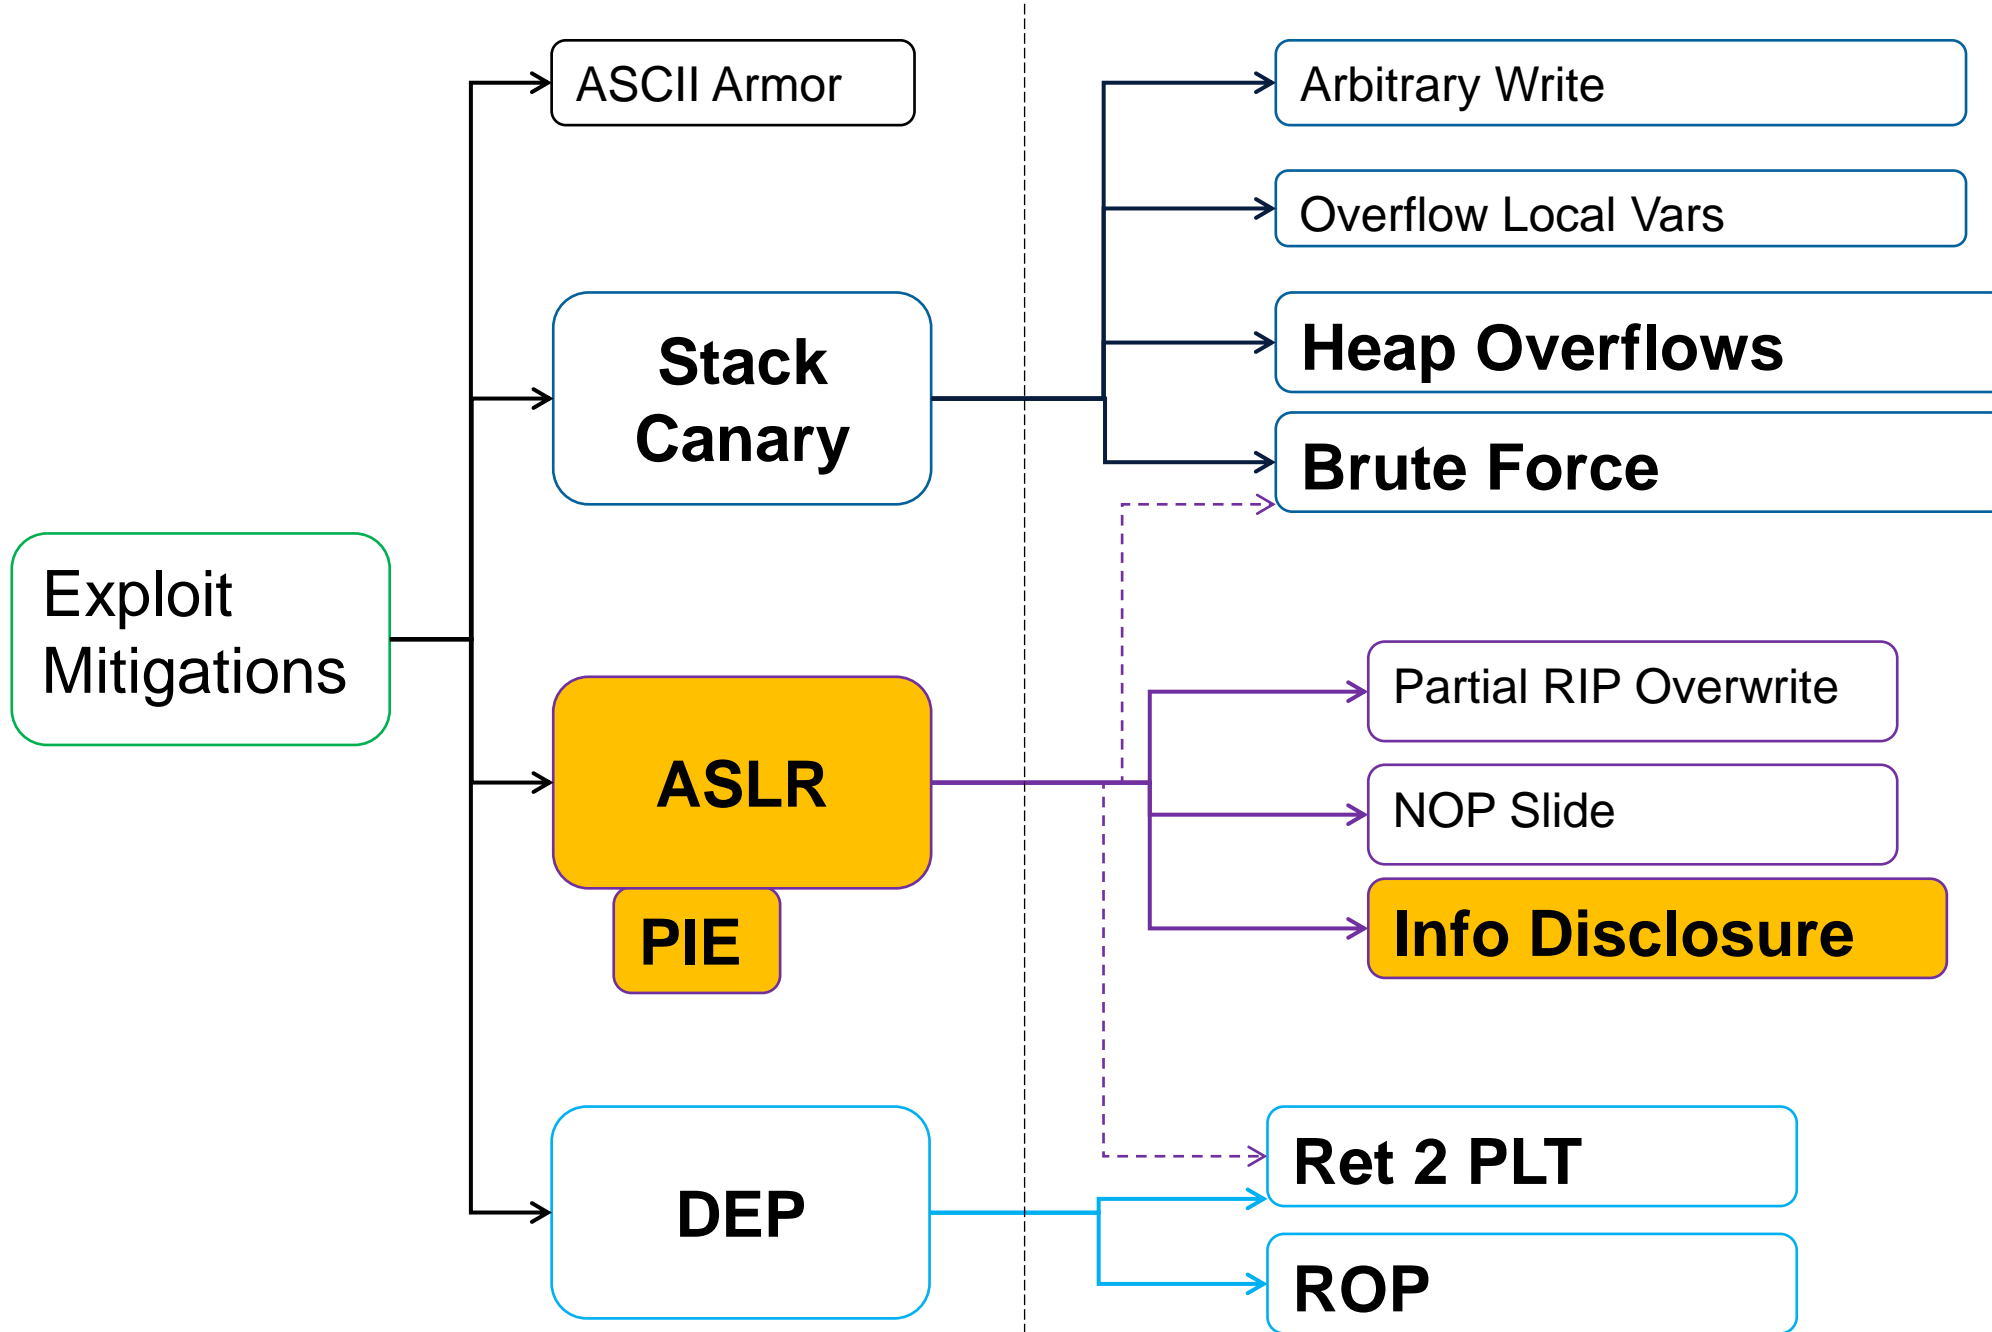 Exploit
Mitigations
ASCII Armor
Stack
Canary
ASLR
PIE
DEP
Arbitrary Write
Overflow Local Vars
Heap Overflows
Brute Force
Partial RIP Overwrite
NOP Slide
Info Disclosure
Ret 2 PLT
ROP